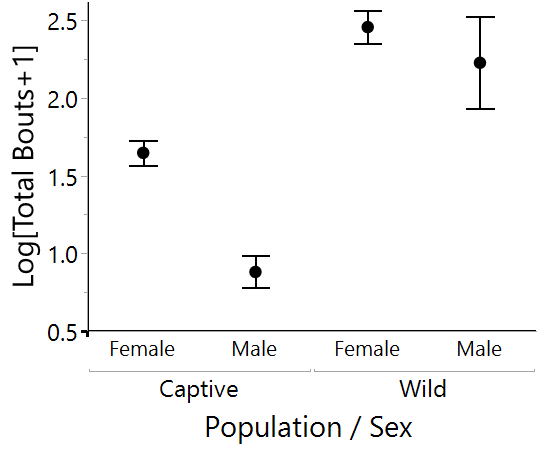 Log[Total Bouts+1]
2.5
2.0
1.5
1.0
0.5
Female Male Female Male
Captive Wild
Population / Sex